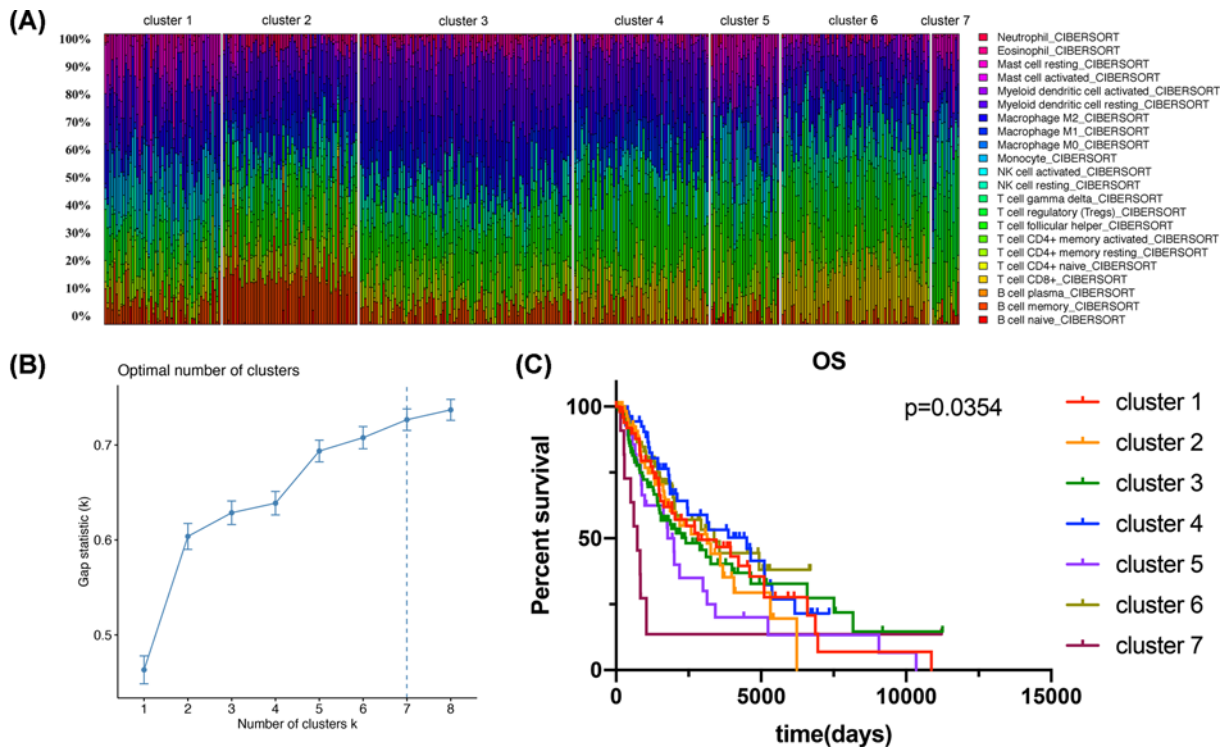 (A)
cluster 1 cluster 2 cluster 3 cluster 4 cluster 5 cluster 6 cluster 7
100%
90%
80%
70%
60%
50%
40%
30%
20%
10%
0%
Neutrophil_CIBERSORT
Eosinophil_CIBERSORT
Mast cell resting_CIBERSORT
Mast cell activated_CIBERSORT
Myeloid dendritic cell activated_CIBERSORT
Myeloid dendritic cell resting_CIBERSORT
Macrophage M2_CIBERSORT
Macrophage M1_CIBERSORT
Macrophage M0_CIBERSORT
Monocyte_CIBERSORT
NK cell activated_CIBERSORT
NK cell resting_CIBERSORT
T cell gamma delta_CIBERSORT
T cell regulatory (Tregs)_CIBERSORT
T cell follicular helper_CIBERSORT
T cell CD4+ memory activated_CIBERSORT
T cell CD4+ memory resting_CIBERSORT
T cell CD4+ naive_CIBERSORT
T cell CD8+_CIBERSORT
B cell plasma_CIBERSORT
B cell memory_CIBERSORT
B cell naive_CIBERSORT
(B)
Optimal number of clusters
Gap statistic (k)
0.7
0.6
0.5
1 2 3 4 5 6 7 8
Number of clusters k
(C)
OS
p=0.0354
Percent survival
100
50
0
0 5000 10000 15000
time(days)
cluster 1
cluster 2
cluster 3
cluster 4
cluster 5
cluster 6
cluster 7